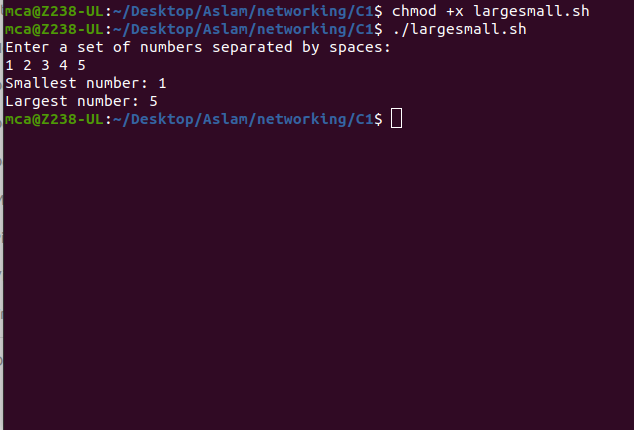 mca@Z238-UL:~/Desktop/Aslam/networking/C1$ chmod +x largesmall.sh
mca@Z238-UL:~/Desktop/Aslam/networking/C1$ ./largesmall.sh
Enter a set of numbers separated by spaces:
1 2 3 4 5
Smallest number: 1
Largest number: 5
mca@Z238-UL:~/Desktop/Aslam/networking/C1$